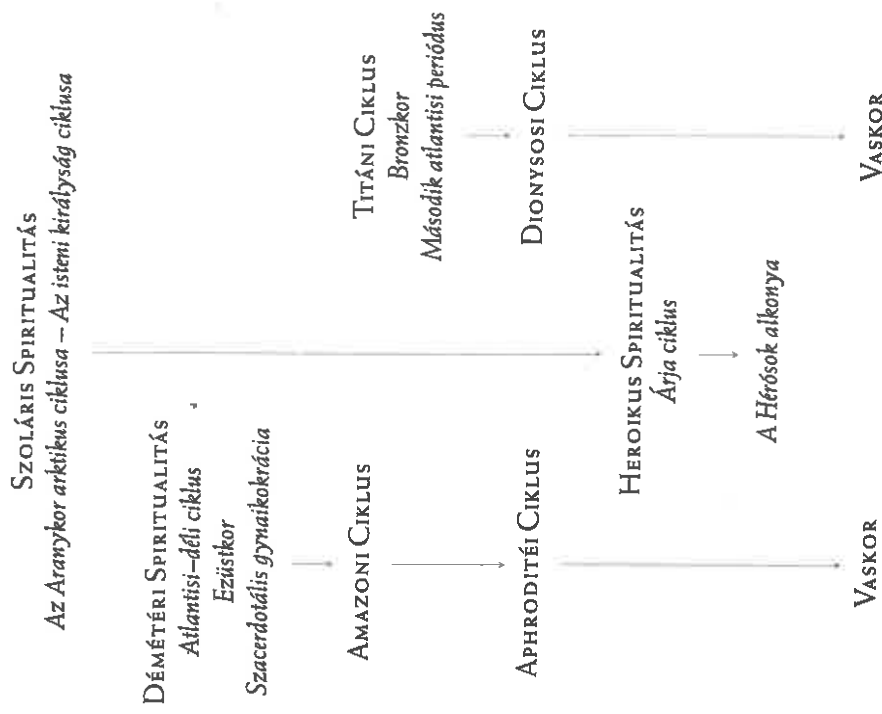 SZOLÁRIS SPIRITUALITÁS
Az Aranykor arktikus ciklusa – Az isteni királyság ciklusa
DÉMÉTÉRI SPIRITUALITÁS
Atlantisi–déli ciklus
Ezüstkor
Szacerdotális gynaikokrácia
AMAZONI CIKLUS
APHRODITÉI CIKLUS
VASKOR
HEROIKUS SPIRITUALITÁS
Árja ciklus
A Hérósok alkonya
TITÁNI CIKLUS
Bronzkor
Második atlantisi periódus
DIONYSOSI CIKLUS
VASKOR